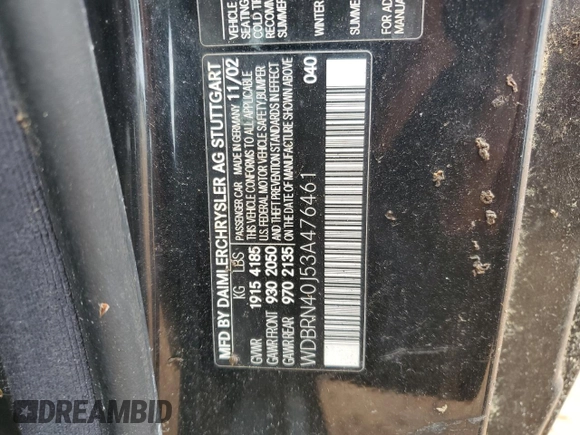 VEHICLE
SEATING
COLD TI
RECOMM
SUMMER
WINTER
SUMME
FOR AD
MANUA
MFD BY DAIMLERCHRYSLER AG STUTTGART
PASSENGER CAR MADE IN GERMANY 11/02
KG LBS THIS VEHICLE CONFORMS TO ALL APPLICABLE
GVWR 1915 4185 U.S. FEDERAL MOTOR VEHICLE SAFETY, BUMPER
GAWR FRONT 930 2050 AND THEFT PREVENTION STANDARDS IN EFFECT
GAWR REAR 970 2135 ON THE DATE OF MANUFACTURE SHOWN ABOVE
WDBRN40J53A476461 040
DREAMBID